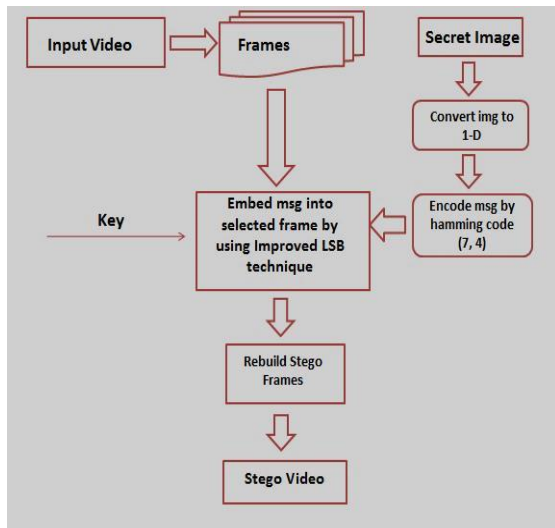 Input Video
Frames
Secret Image
Convert img to
1-D
Encode msg by
hamming code
(7, 4)
Key
Embed msg into
selected frame by
using Improved LSB
technique
Rebuild Stego
Frames
Stego Video